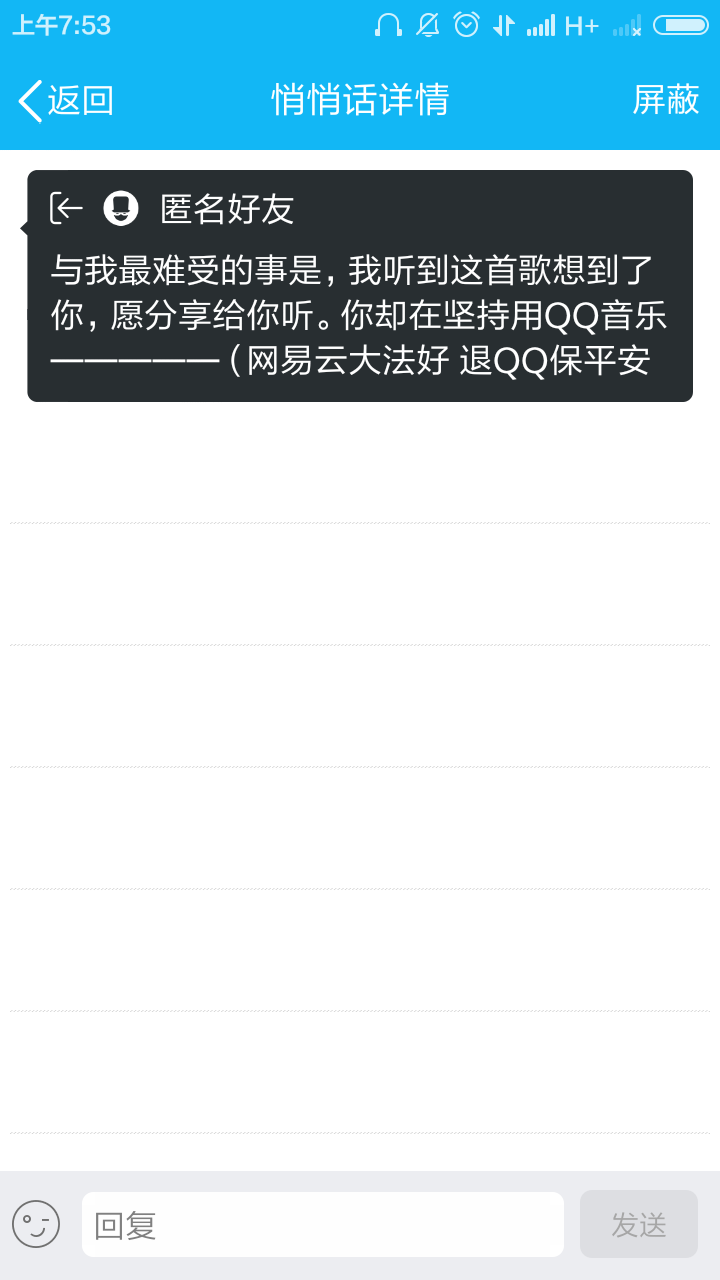 上午7:53
H+
返回
悄悄话详情
屏蔽
匿名好友
与我最难受的事是，我听到这首歌想到了
你，愿分享给你听。你却在坚持用QQ音乐
—————（网易云大法好 退QQ保平安
回复
发送